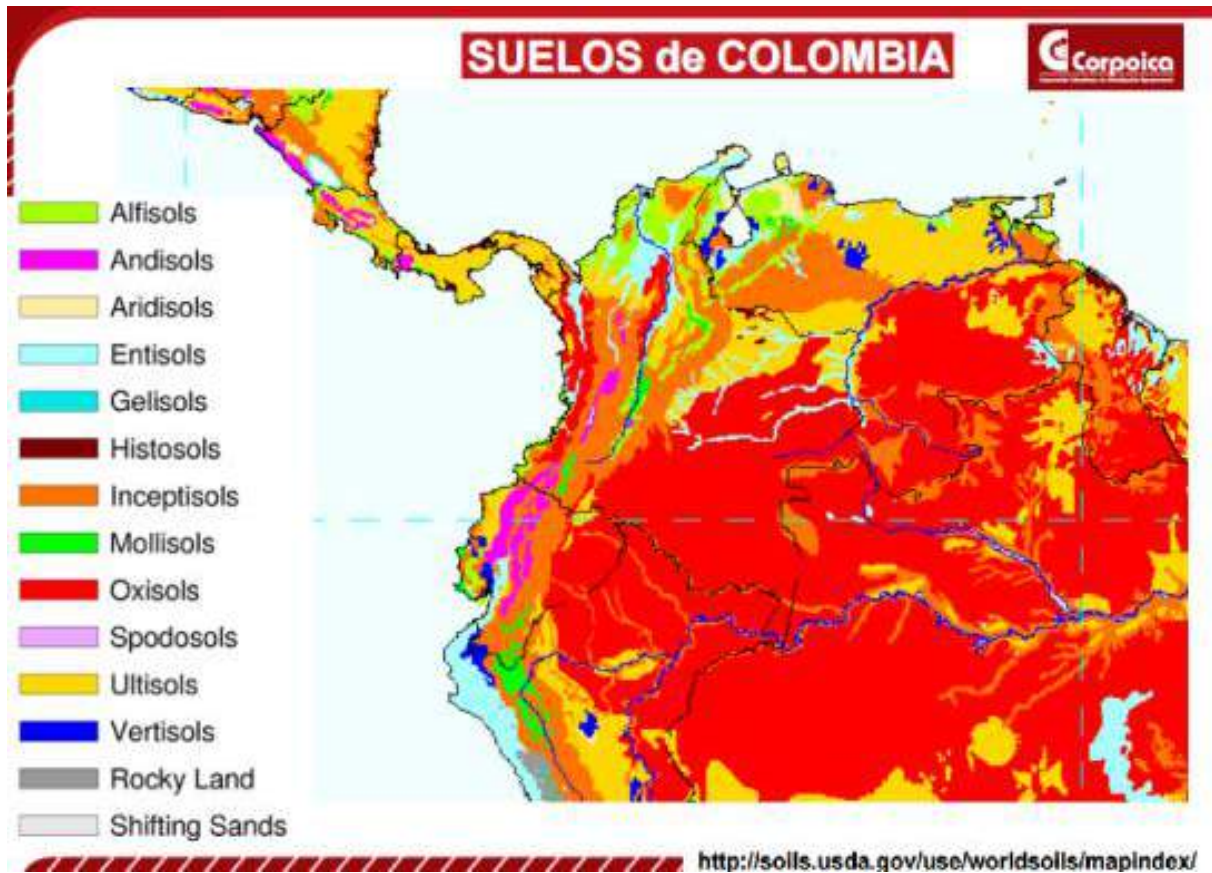 SUELOS de COLOMBIA
Corpoica
Alfisols
Andisols
Aridisols
Entisols
Gelisols
Histosols
Inceptisols
Mollisols
Oxisols
Spodosols
Ultisols
Vertisols
Rocky Land
Shifting Sands
http://soils.usda.gov/use/worldsoils/mapindex/